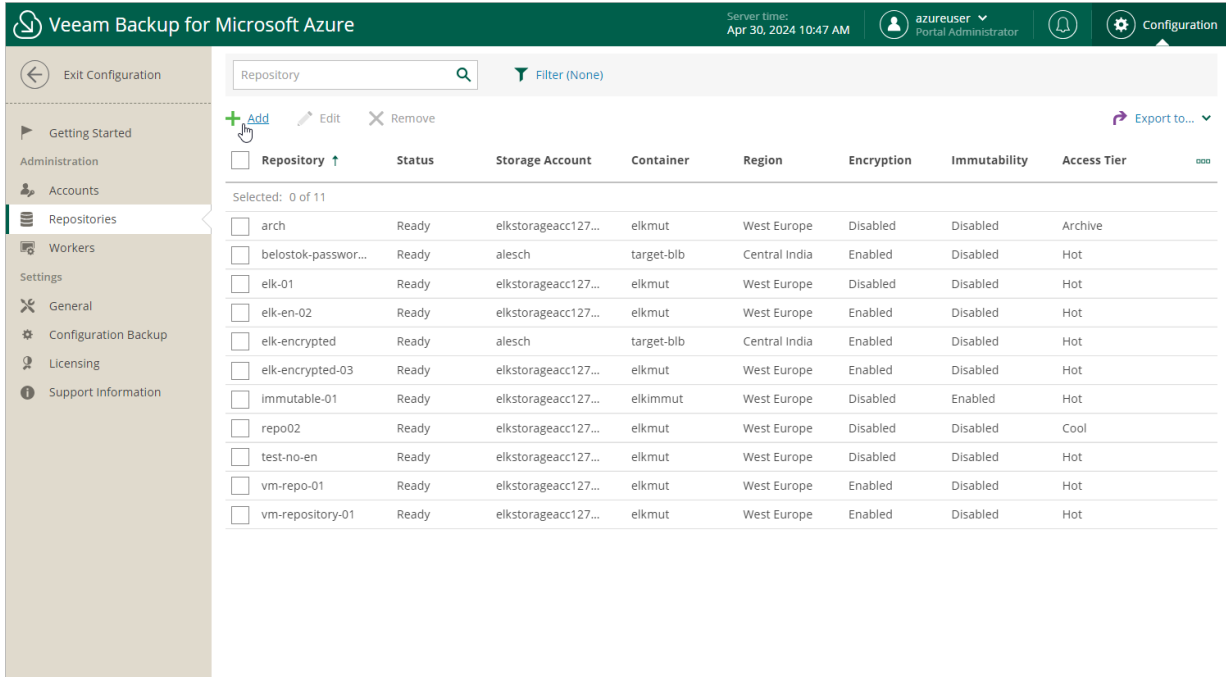 Veeam Backup for Microsoft Azure
Server time:
Apr 30, 2024 10:47 AM
azureuser
Portal Administrator
Configuration
Exit Configuration
Getting Started
Administration
Accounts
Repositories
Workers
Settings
General
Configuration Backup
Licensing
Support Information
Repository
Filter (None)
Add Edit Remove Export to...
Repository ↑ Status Storage Account Container Region Encryption Immutability Access Tier
Selected: 0 of 11
arch Ready elkstorageacc127... elkmut West Europe Disabled Disabled Archive
belostok-passwor... Ready alesch target-blb Central India Enabled Disabled Hot
elk-01 Ready elkstorageacc127... elkmut West Europe Disabled Disabled Hot
elk-en-02 Ready elkstorageacc127... elkmut West Europe Enabled Disabled Hot
elk-encrypted Ready alesch target-blb Central India Enabled Disabled Hot
elk-encrypted-03 Ready elkstorageacc127... elkmut West Europe Enabled Disabled Hot
immutable-01 Ready elkstorageacc127... elkimmut West Europe Disabled Enabled Hot
repo02 Ready elkstorageacc127... elkmut West Europe Disabled Disabled Cool
test-no-en Ready elkstorageacc127... elkmut West Europe Disabled Disabled Hot
vm-repo-01 Ready elkstorageacc127... elkmut West Europe Enabled Disabled Hot
vm-repository-01 Ready elkstorageacc127... elkmut West Europe Enabled Disabled Hot